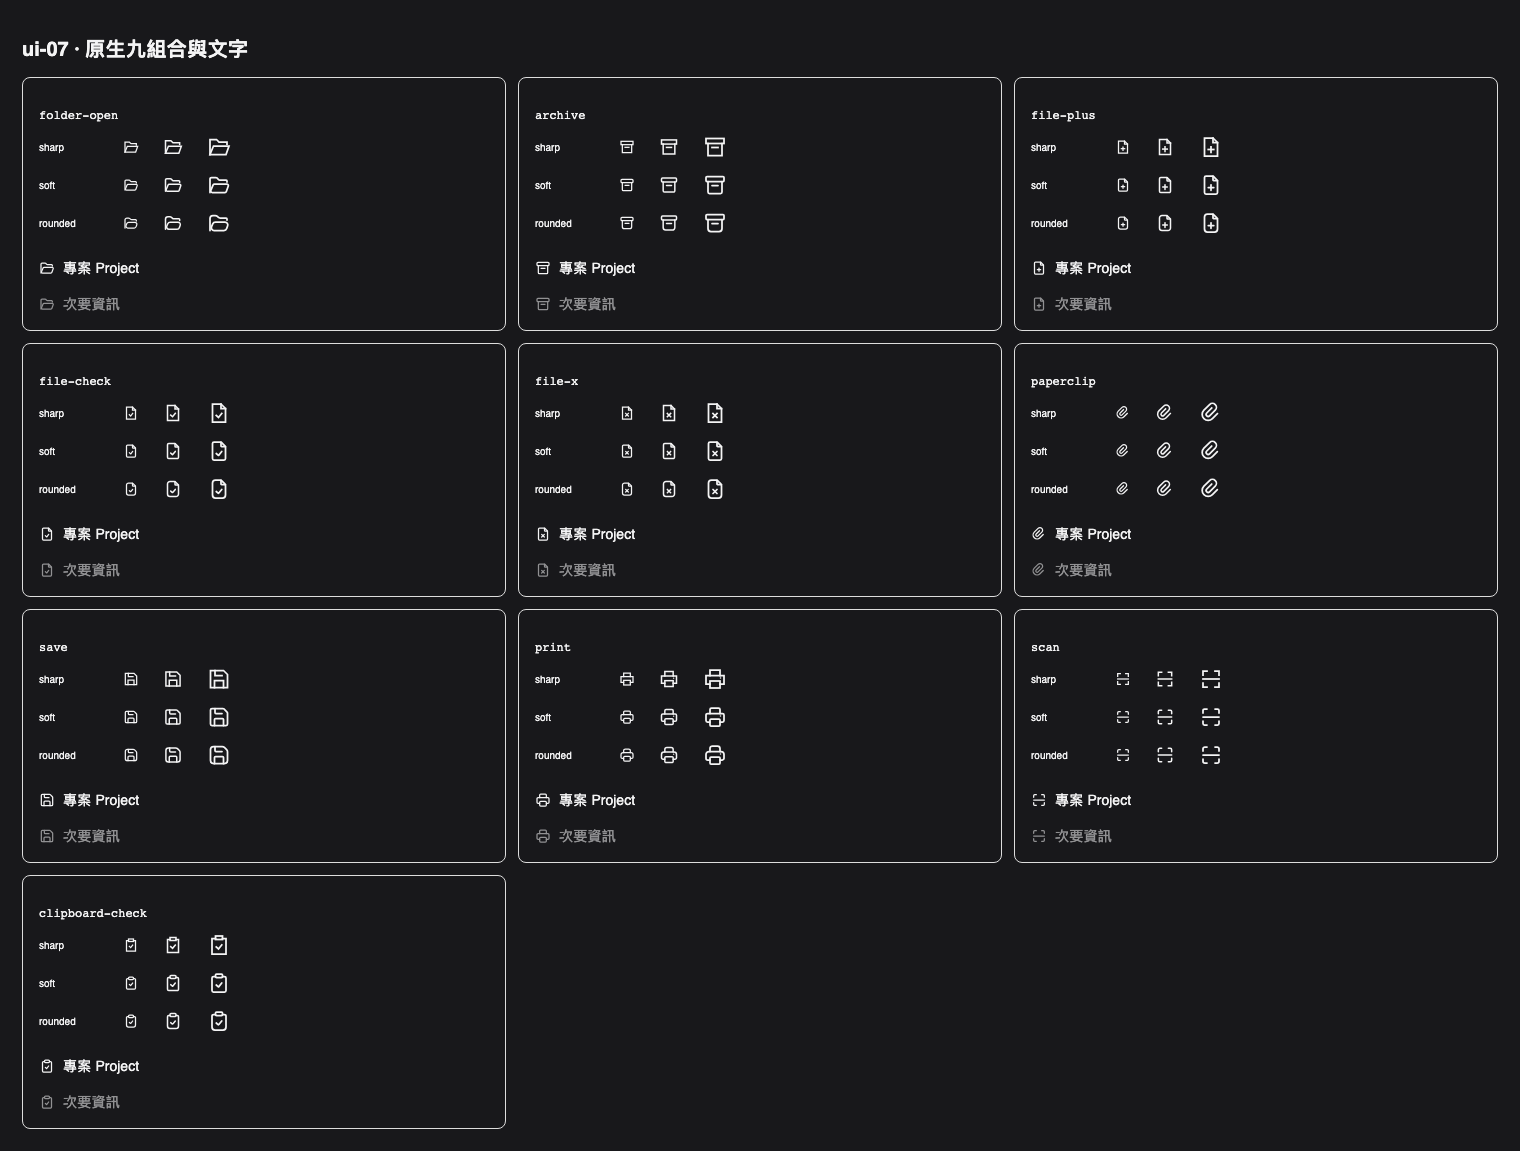 ui-07 · 原生九組合與文字
folder-open
sharp
soft
rounded
專案 Project
次要資訊
archive
sharp
soft
rounded
專案 Project
次要資訊
file-plus
sharp
soft
rounded
專案 Project
次要資訊
file-check
sharp
soft
rounded
專案 Project
次要資訊
file-x
sharp
soft
rounded
專案 Project
次要資訊
paperclip
sharp
soft
rounded
專案 Project
次要資訊
save
sharp
soft
rounded
專案 Project
次要資訊
print
sharp
soft
rounded
專案 Project
次要資訊
scan
sharp
soft
rounded
專案 Project
次要資訊
clipboard-check
sharp
soft
rounded
專案 Project
次要資訊